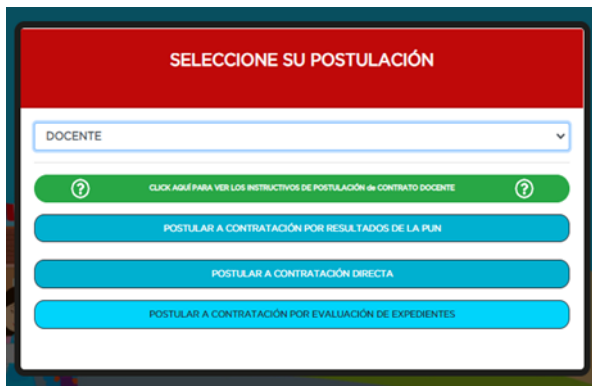 SELECCIONE SU POSTULACIÓN
DOCENTE
? CLICK AQUÍ PARA VER LOS INSTRUCTIVOS DE POSTULACIÓN de CONTRATO DOCENTE ?
POSTULAR A CONTRATACIÓN POR RESULTADOS DE LA PUN
POSTULAR A CONTRATACIÓN DIRECTA
POSTULAR A CONTRATACIÓN POR EVALUACIÓN DE EXPEDIENTES